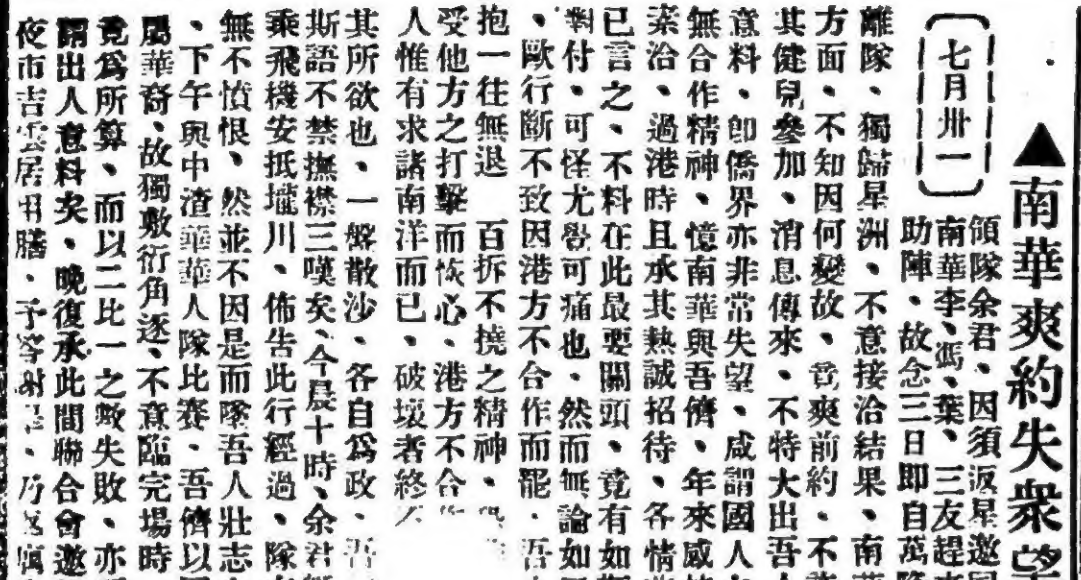 ▲南華爽約失衆望
七月卅一
領隊余君、因須返星邀
南華李、馮、葉、三友趕
助陣、故念三日即自萬
離隊、獨歸星洲、不意接洽結果、南
方面、不知因何變故、竟爽前約、不
其健兒參加、消息傳來、不特大出吾
意料、即僑界亦非常失望、咸謂國人
無合作精神、憶南華與吾儕、年來感
素洽、過港時且承其熱誠招待、各情
已言之、不料在此最要關頭、竟有如
對付、可怪尤覺可痛也、然而無論如
、歐行斷不致因港方不合作而罷、吾
抱一往無退 百折不撓之精神、
受他方之打擊而恢心、港方不合
人惟有求諸南洋而已、破壞者終
其所欲也、一盤散沙、各自爲政、吾
斯語不禁撫襟三嘆矣、今晨十時、余君
乘飛機安抵壠川、佈告此行經過、隊
無不憤恨、然並不因是而墜吾人壯志
、下午與中渣華華人隊比賽、吾儕以
屬華裔、故獨敷衍角逐、不意臨完場時
竟爲所算、而以二比一之數失敗、亦
謂出人意料矣、晚復承此間聯合會邀
夜市吉雲居用膳、予